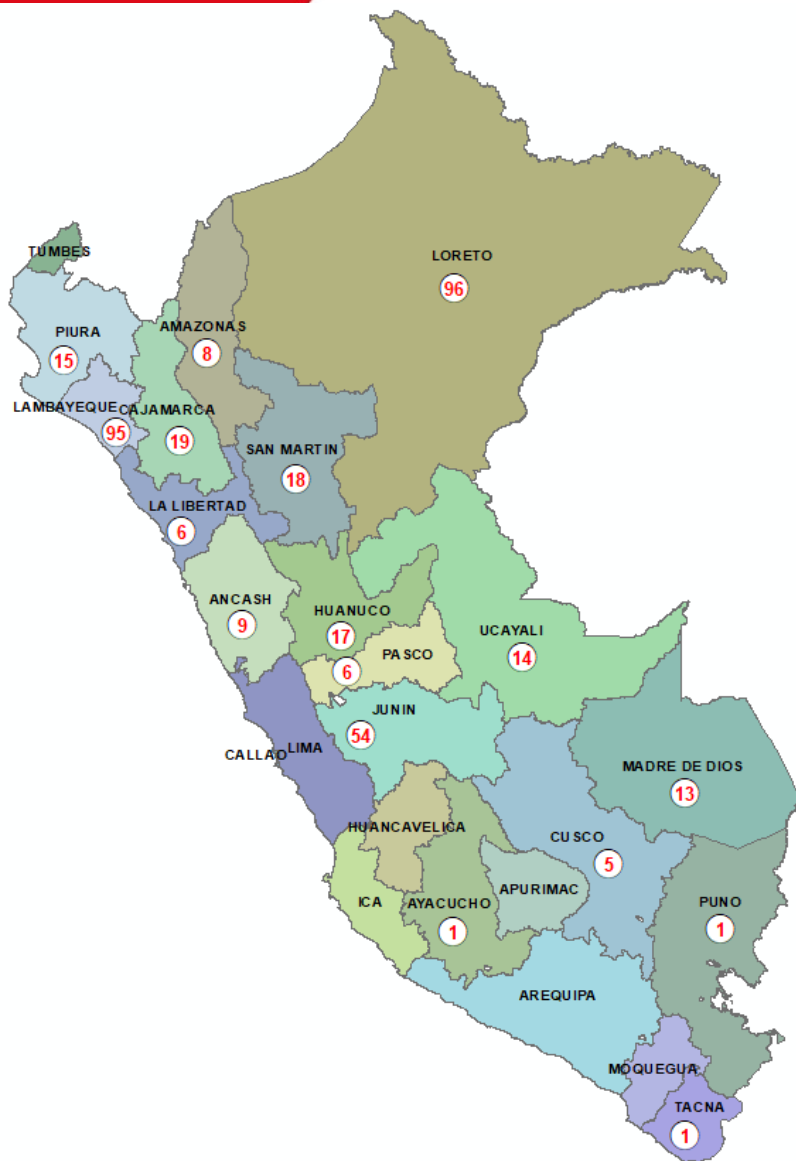 TUMBES
LORETO
96
PIURA
15
AMAZONAS
8
LAMBAYEQUE
95
CAJAMARCA
19
SAN MARTIN
18
LA LIBERTAD
6
ANCASH
9
HUANUCO
17
UCAYALI
14
PASCO
6
JUNIN
54
CALLAO
LIMA
MADRE DE DIOS
13
HUANCAVELICA
CUSCO
5
APURIMAC
ICA
AYACUCHO
1
PUNO
1
AREQUIPA
MOQUEGUA
TACNA
1